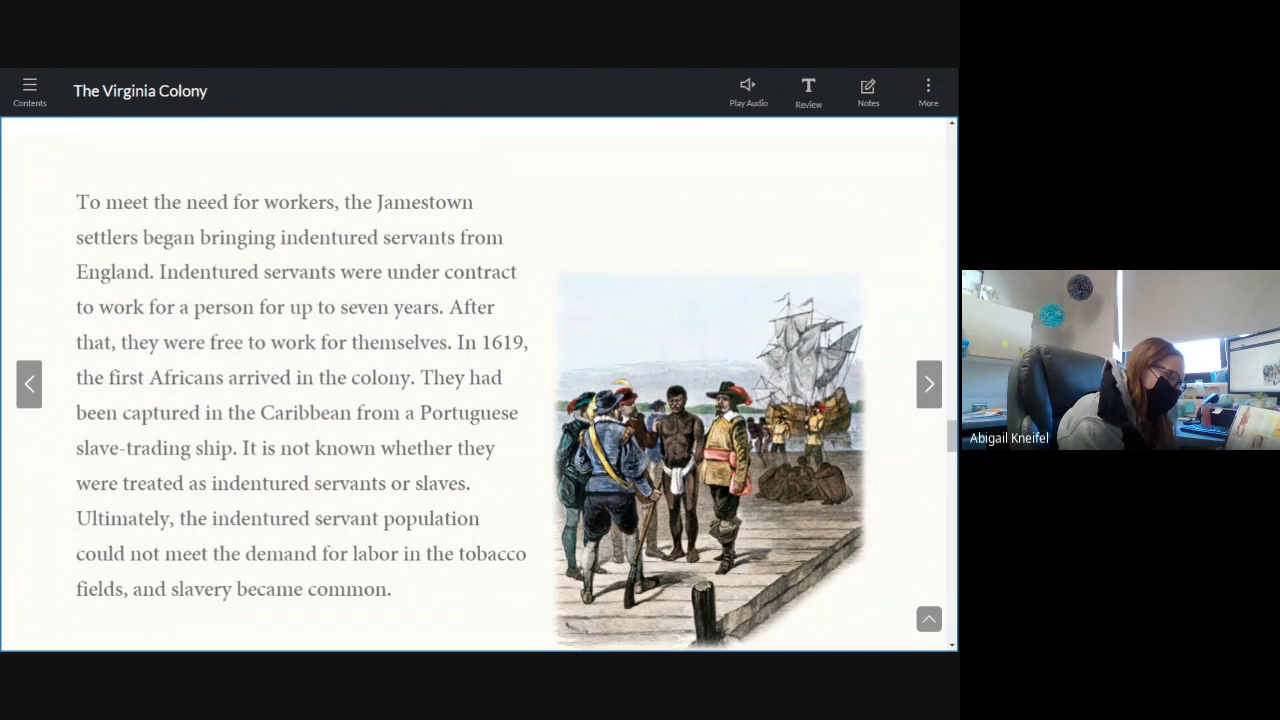 Contents
The Virginia Colony
Play Audio
Review
Notes
More
To meet the need for workers, the Jamestown
settlers began bringing indentured servants from
England. Indentured servants were under contract
to work for a person for up to seven years. After
that, they were free to work for themselves. In 1619,
the first Africans arrived in the colony. They had
been captured in the Caribbean from a Portuguese
slave-trading ship. It is not known whether they
were treated as indentured servants or slaves.
Ultimately, the indentured servant population
could not meet the demand for labor in the tobacco
fields, and slavery became common.
Abigail Kneifel